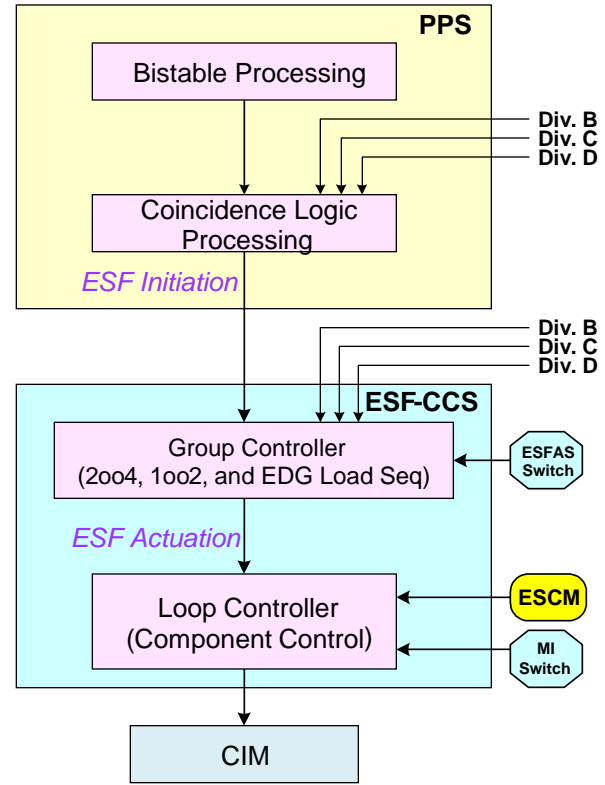 PPS
Bistable Processing
Div. B
Div. C
Div. D
Coincidence Logic
Processing
ESF Initiation
Div. B
Div. C
Div. D
ESF-CCS
Group Controller
(2oo4, 1oo2, and EDG Load Seq)
ESFAS
Switch
ESF Actuation
Loop Controller
(Component Control)
ESCM
MI
Switch
CIM